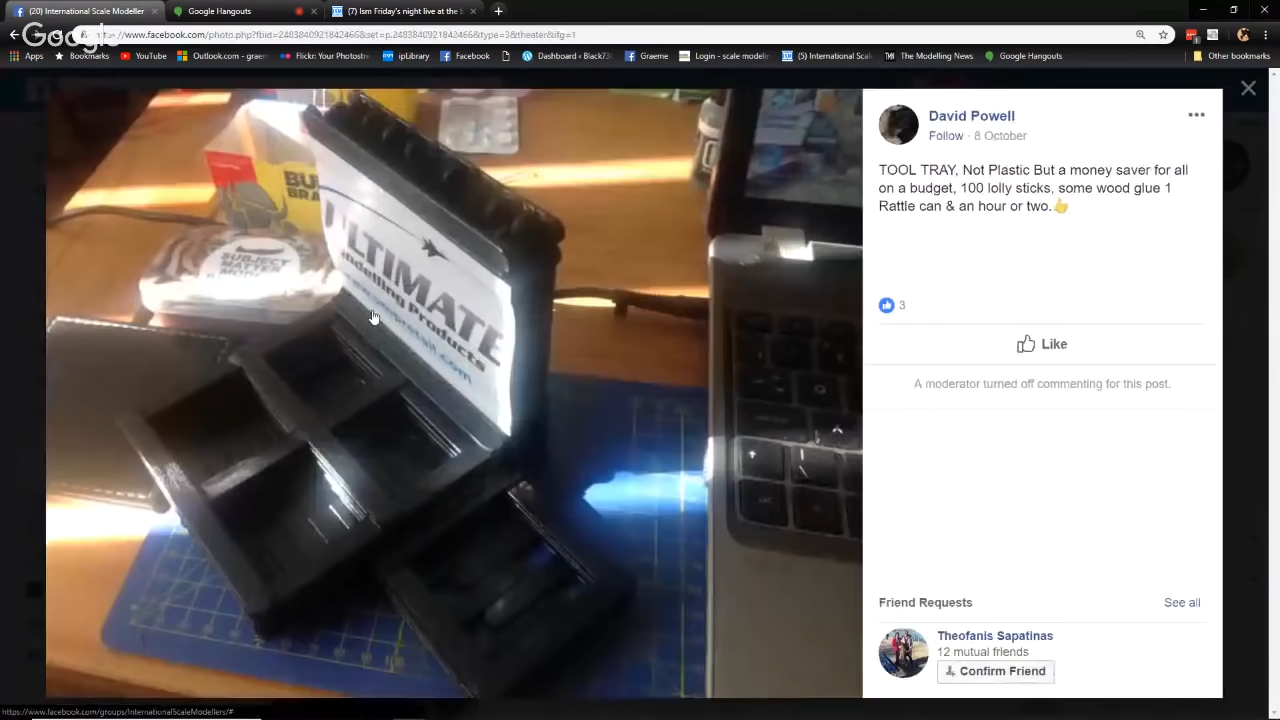 (20) International Scale Modeller
Google Hangouts
(7) Ism Friday's night live at the b
Google
https://www.facebook.com/photo.php?fbid=2483840921842466&set=p.2483840921842466&type=3&theater&ifg=1
Apps
Bookmarks
YouTube
Outlook.com - graem
Flickr: Your Photostre
ipLibrary
Facebook
Dashboard ‹ Black73
Graeme
Login - scale modelin
(5) International Scal
The Modelling News
Google Hangouts
Other bookmarks
SUBJECT
MATTER
ULTIMATE
Modelling Products
David Powell
Follow · 8 October
TOOL TRAY, Not Plastic But a money saver for all
on a budget, 100 lolly sticks, some wood glue 1
Rattle can & an hour or two.👍
3
Like
A moderator turned off commenting for this post.
Friend Requests
See all
Theofanis Sapatinas
12 mutual friends
Confirm Friend
https://www.facebook.com/groups/InternationalScaleModellers/#